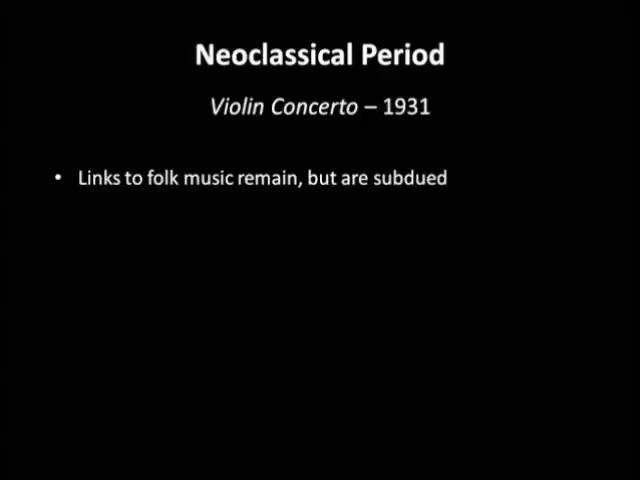 Neoclassical Period
Violin Concerto – 1931
• Links to folk music remain, but are subdued